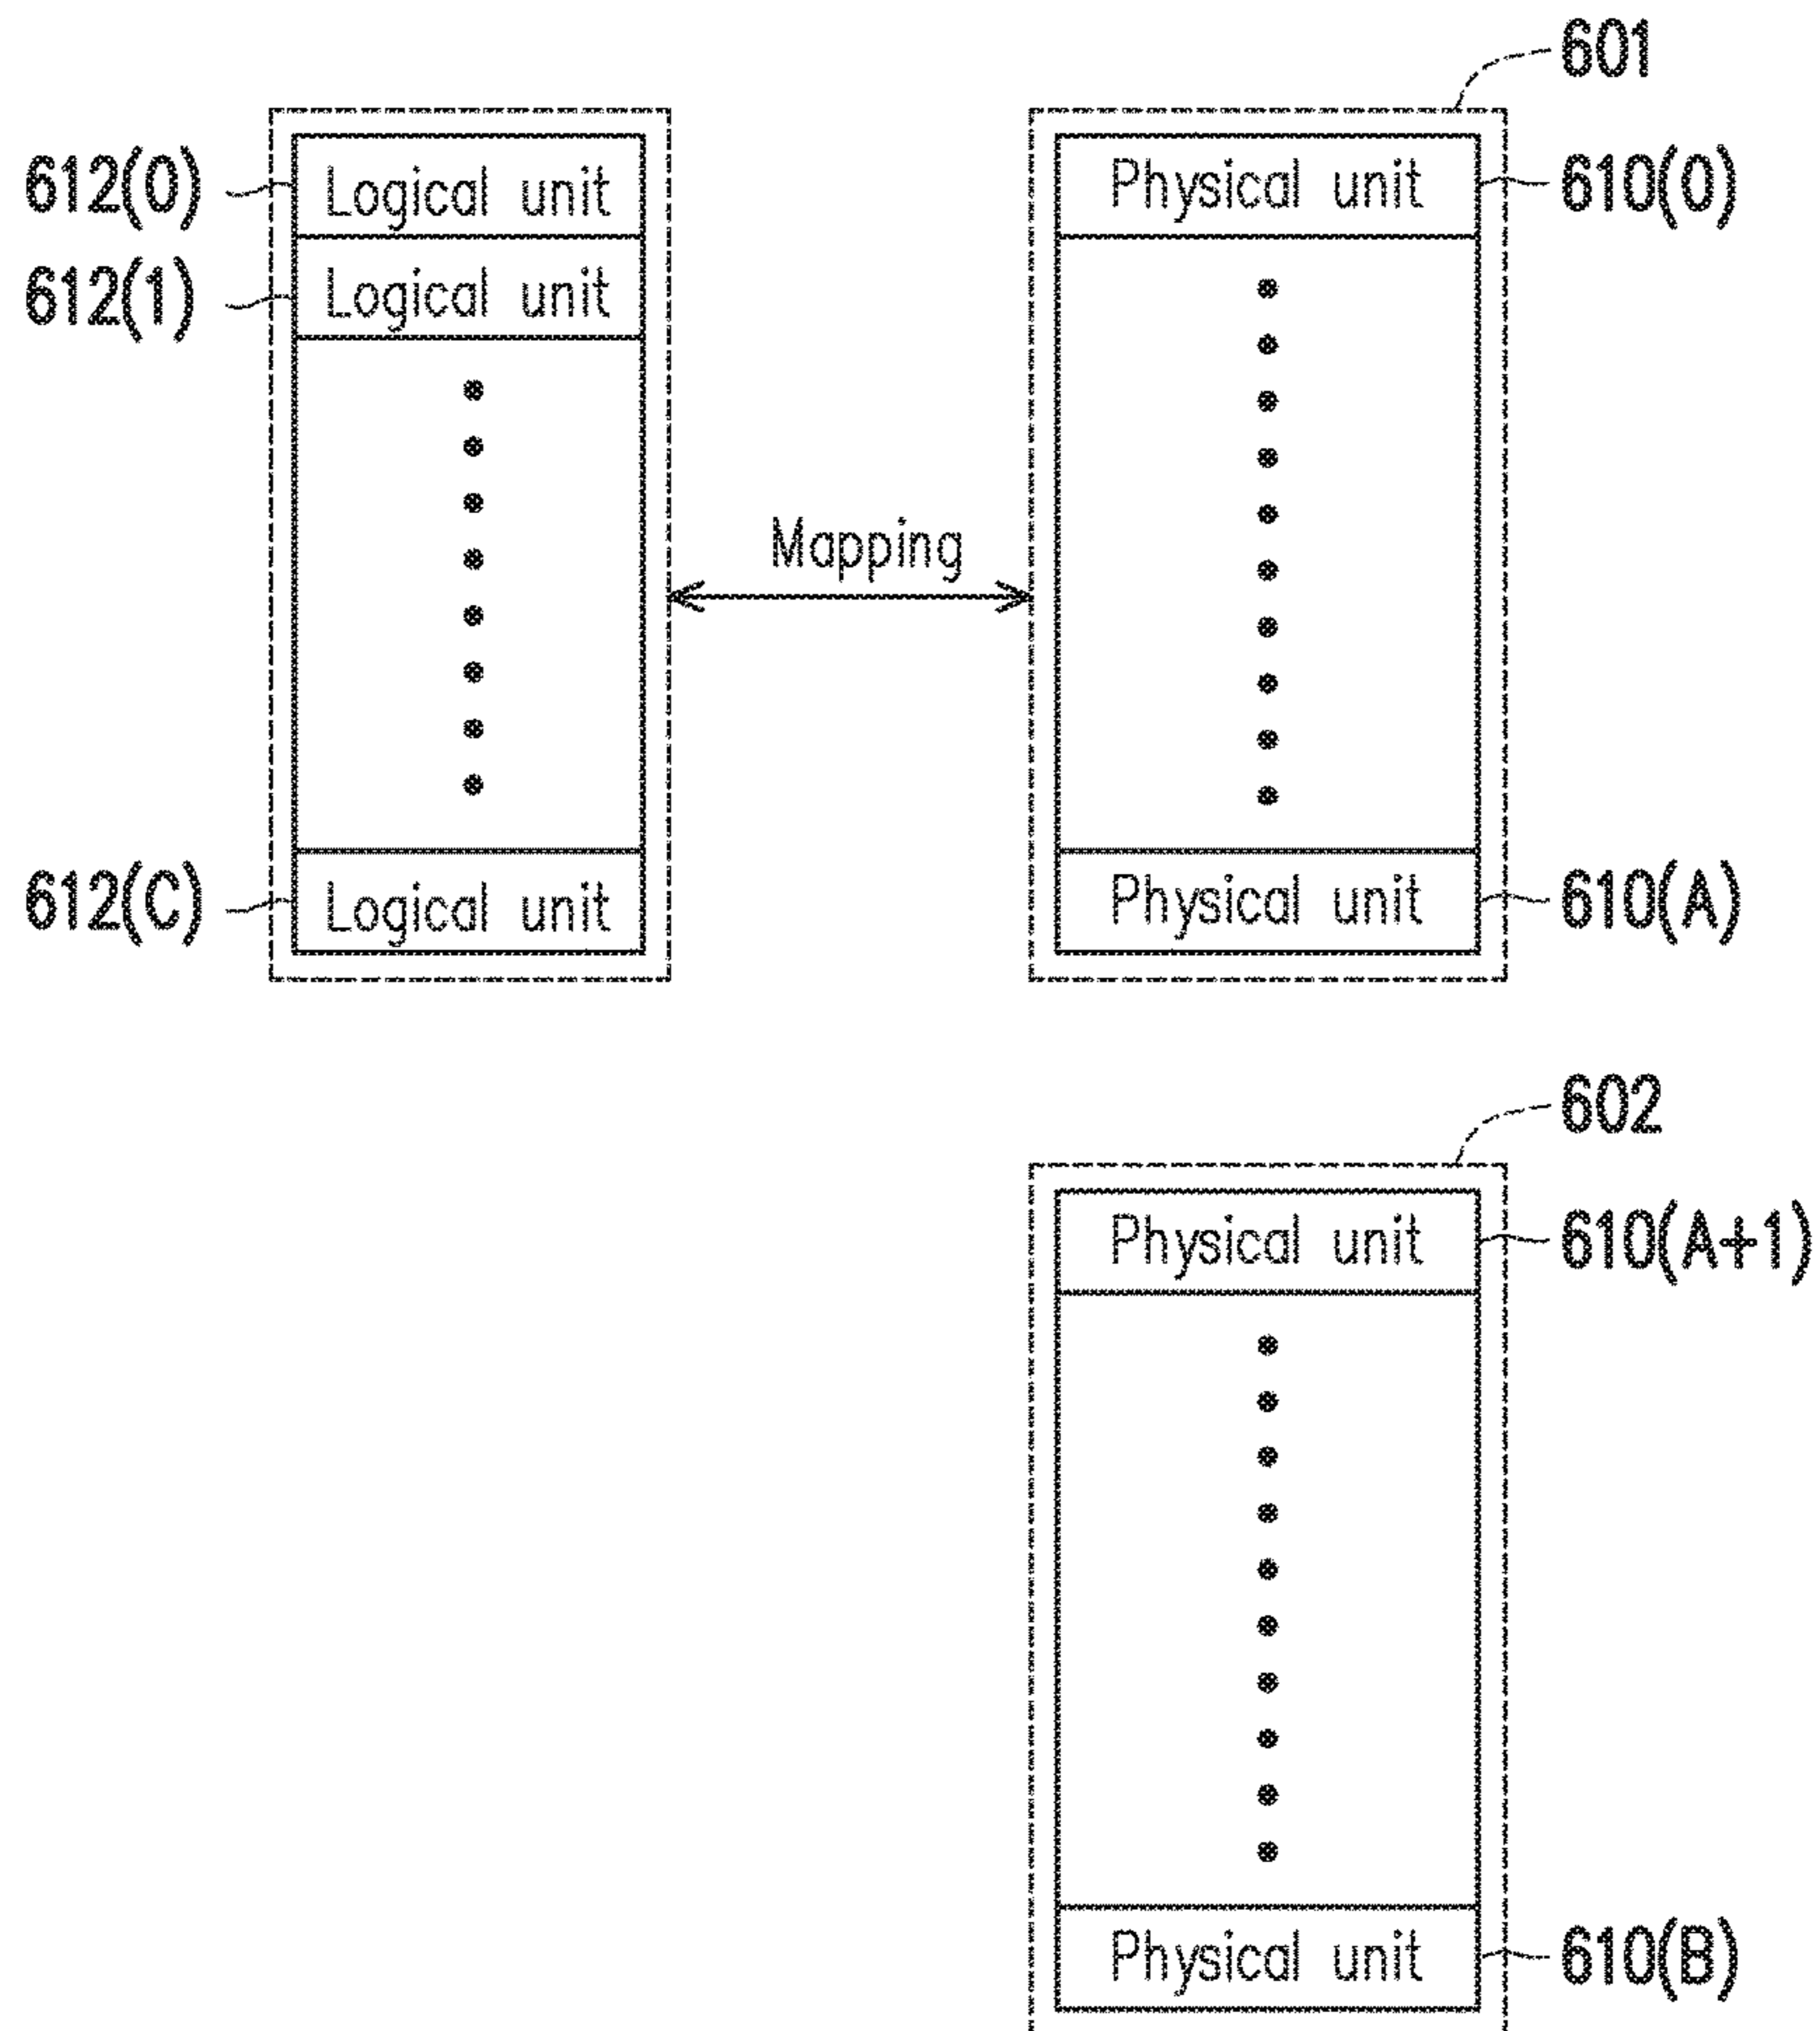 601
612(0) Logical unit
Physical unit 610(0)
612(1) Logical unit
Mapping
612(C) Logical unit
Physical unit 610(A)
602
Physical unit 610(A+1)
Physical unit 610(B)